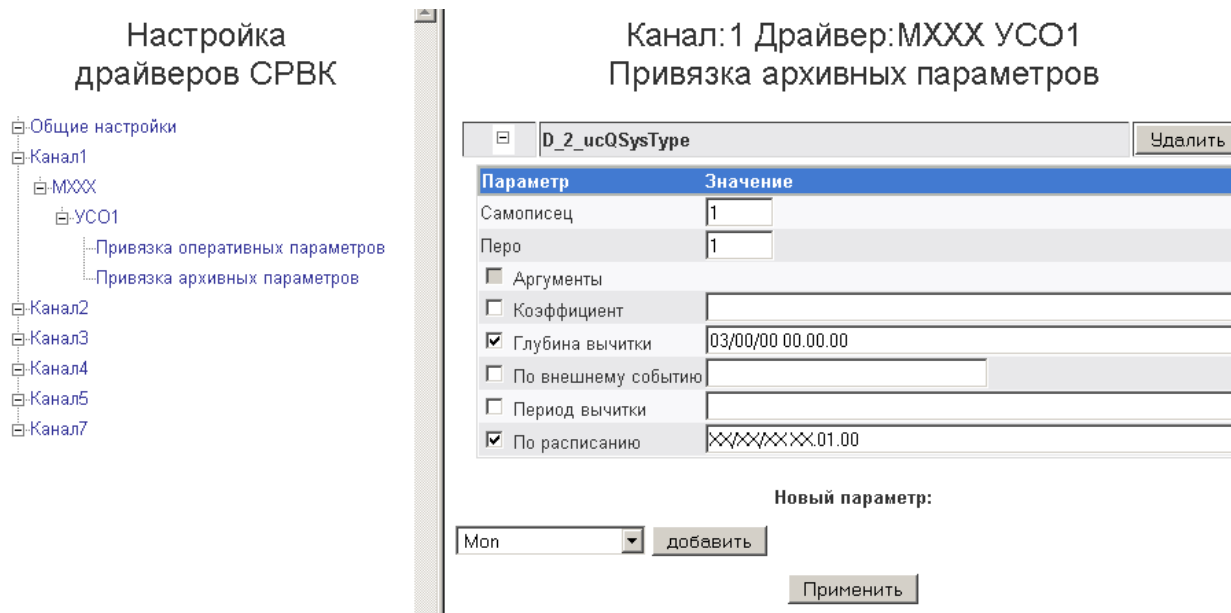 Настройка
драйверов СРВК
Общие настройки
Канал1
МХХХ
УСО1
Привязка оперативных параметров
Привязка архивных параметров
Канал2
Канал3
Канал4
Канал5
Канал7
Канал:1 Драйвер:МХХХ УСО1
Привязка архивных параметров
D_2_ucQSysType Удалить
Параметр Значение
Самописец 1
Перо 1
Аргументы
Коэффициент
Глубина вычитки 03/00/00 00.00.00
По внешнему событию
Период вычитки
По расписанию XX/XX/XX XX.01.00
Новый параметр:
Mon добавить
Применить